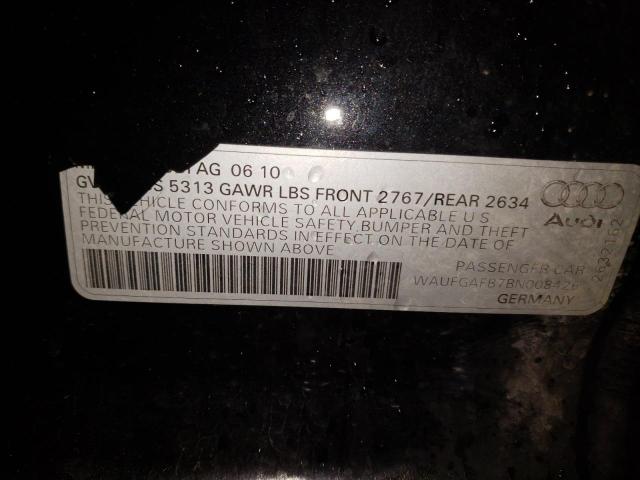 AG 06 10
5313 GAWR LBS FRONT 2767/REAR 2634
THIS VEHICLE CONFORMS TO ALL APPLICABLE U S
FEDERAL MOTOR VEHICLE SAFETY, BUMPER AND THEFT
PREVENTION STANDARDS IN EFFECT ON THE DATE OF
MANUFACTURE SHOWN ABOVE
Audi
PASSENGER CAR
WAUFGAFB7BN008426
GERMANY